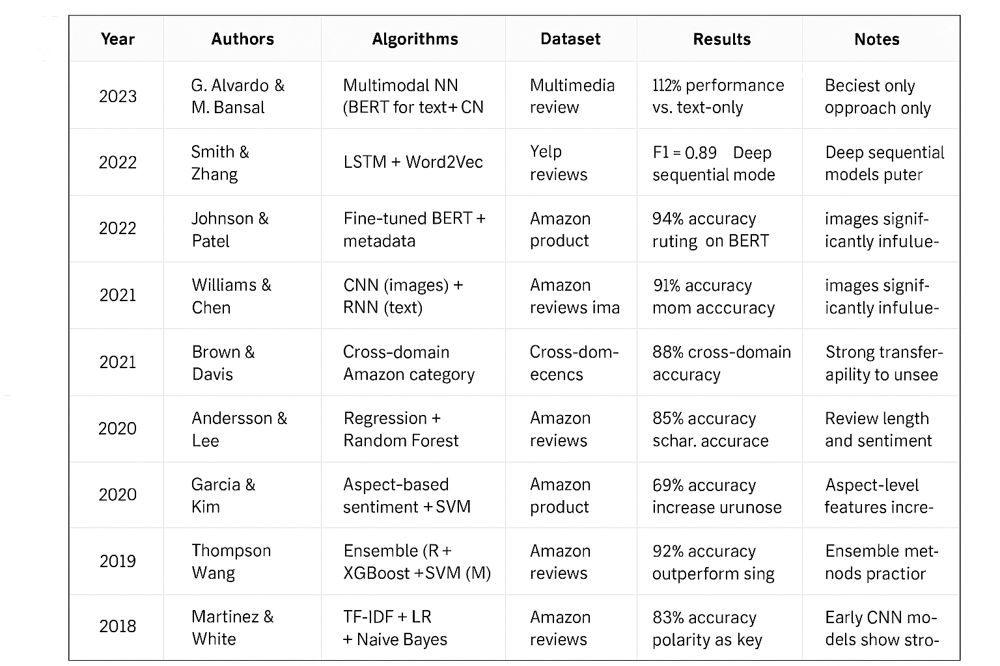 Year Authors Algorithms Dataset Results Notes
2023
G. Alvardo &
M. Bansal
Multimodal NN
(BERT for text+ CN
Multimedia
review
112% performance
vs. text-only
Beciest only
opproach only
2022
Smith &
Zhang
LSTM + Word2Vec
Yelp
reviews
F1 = 0.89 Deep
sequential mode
Deep sequential
models puter
2022
Johnson &
Patel
Fine-tuned BERT +
metadata
Amazon
product
94% accuracy
ruting on BERT
images signif-
icantly infulue-
2021
Williams &
Chen
CNN (images) +
RNN (text)
Amazon
reviews ima
91% accuracy
mom acccuracy
images signif-
icantly infulue-
2021
Brown &
Davis
Cross-domain
Amazon category
Cross-dom-
ecencs
88% cross-domain
accuracy
Strong transfer-
apility to unsee
2020
Andersson &
Lee
Regression +
Random Forest
Amazon
reviews
85% accuracy
schar. accurace
Review length
and sentiment
2020
Garcia &
Kim
Aspect-based
sentiment + SVM
Amazon
product
69% accuracy
increase urunose
Aspect-level
features incre-
2019
Thompson
Wang
Ensemble (R +
XGBoost + SVM (M)
Amazon
reviews
92% accuracy
outperform sing
Ensemble met-
nods practior
2018
Martinez &
White
TF-IDF + LR
+ Naive Bayes
Amazon
reviews
83% accuracy
polarity as key
Early CNN mo-
dels show stro-